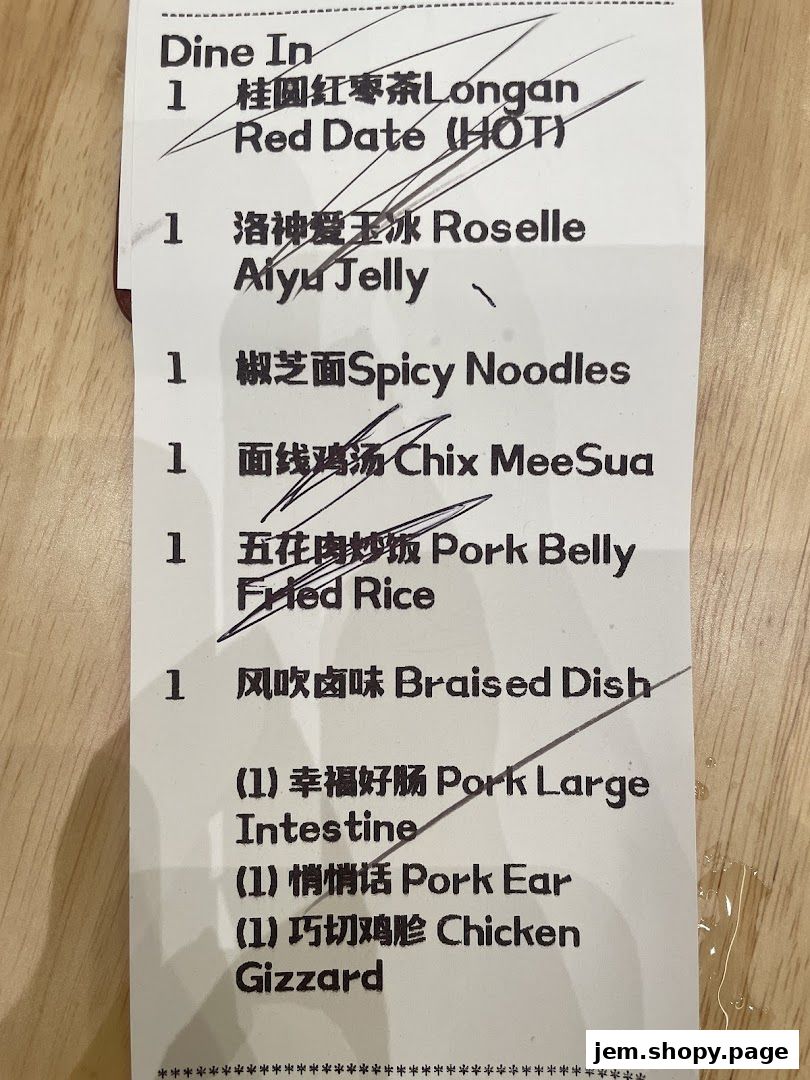 Dine In
1 桂圆红枣茶Longan
Red Date (HOT)
1 洛神爱玉冰 Roselle
Aiyu Jelly
1 椒芝面Spicy Noodles
1 面线鸡汤 Chix MeeSua
1 五花肉炒饭 Pork Belly
Fried Rice
1 风吹卤味 Braised Dish
(1) 幸福好肠 Pork Large
Intestine
(1) 悄悄话 Pork Ear
(1) 巧切鸡胗 Chicken
Gizzard
******************************
jem.shopy.page